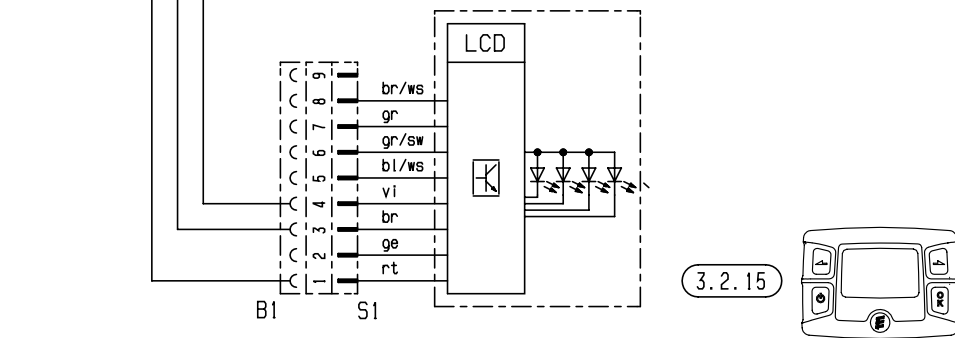 LCD
9
8 br/ws
7 gr
6 gr/sw
5 bl/ws
4 vi
3 br
2 ge
1 rt
B1 S1
3.2.15
OK